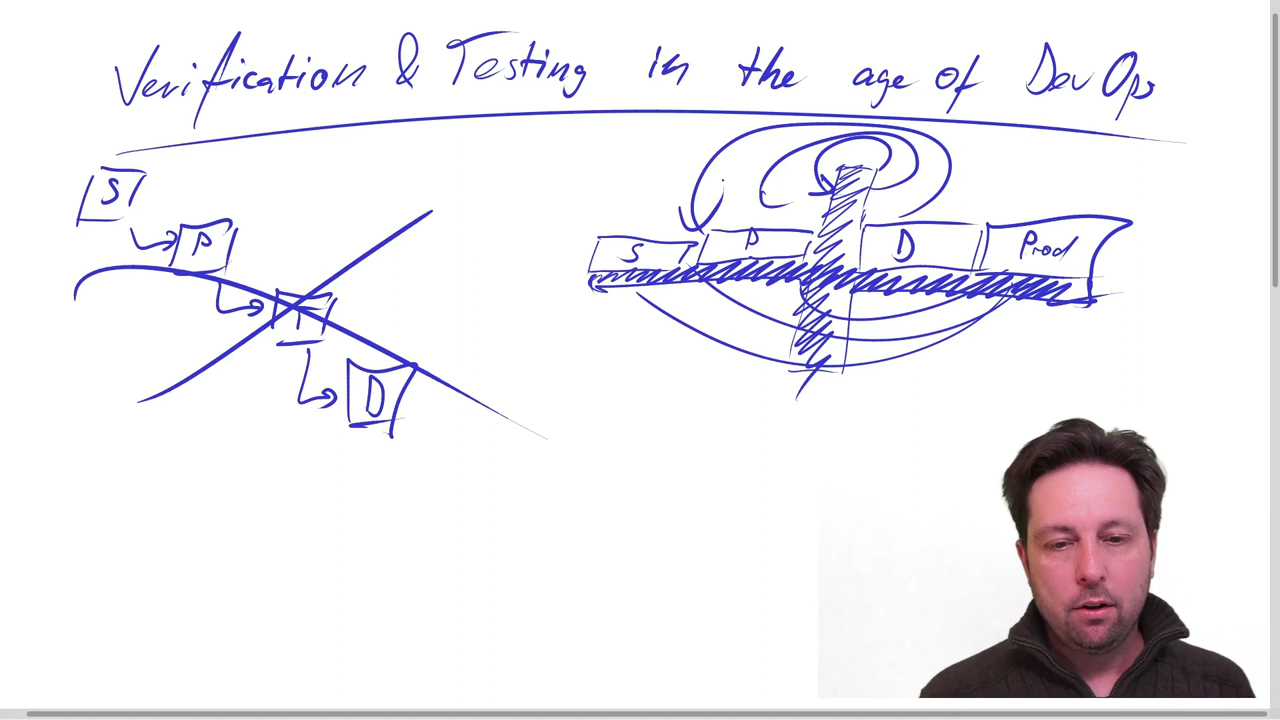 Verification & Testing in the age of DevOps
S
P
T
D
S
P
D
Prod